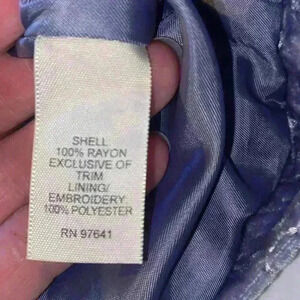 SHELL
100% RAYON
EXCLUSIVE OF
TRIM
LINING/
EMBROIDERY
100% POLYESTER
RN 97641